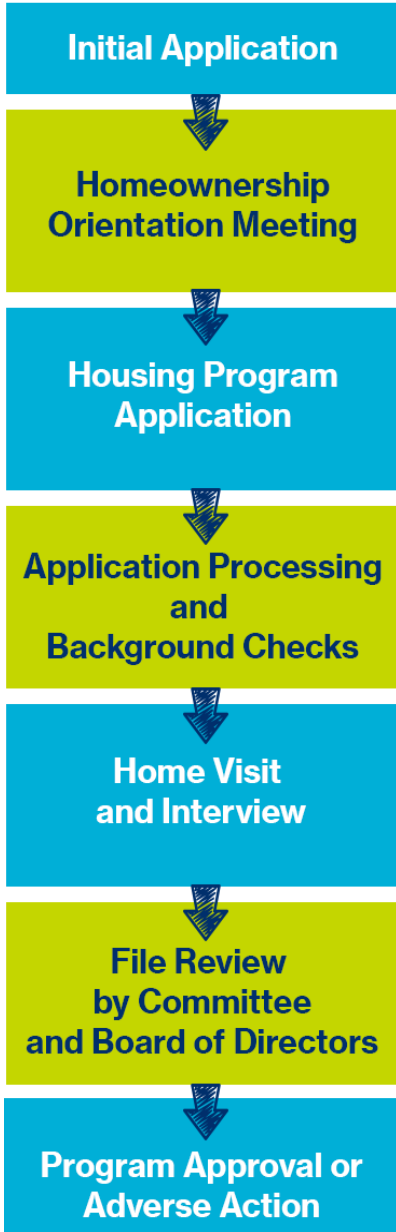 Initial Application
Homeownership
Orientation Meeting
Housing Program
Application
Application Processing
and
Background Checks
Home Visit
and Interview
File Review
by Committee
and Board of Directors
Program Approval or
Adverse Action